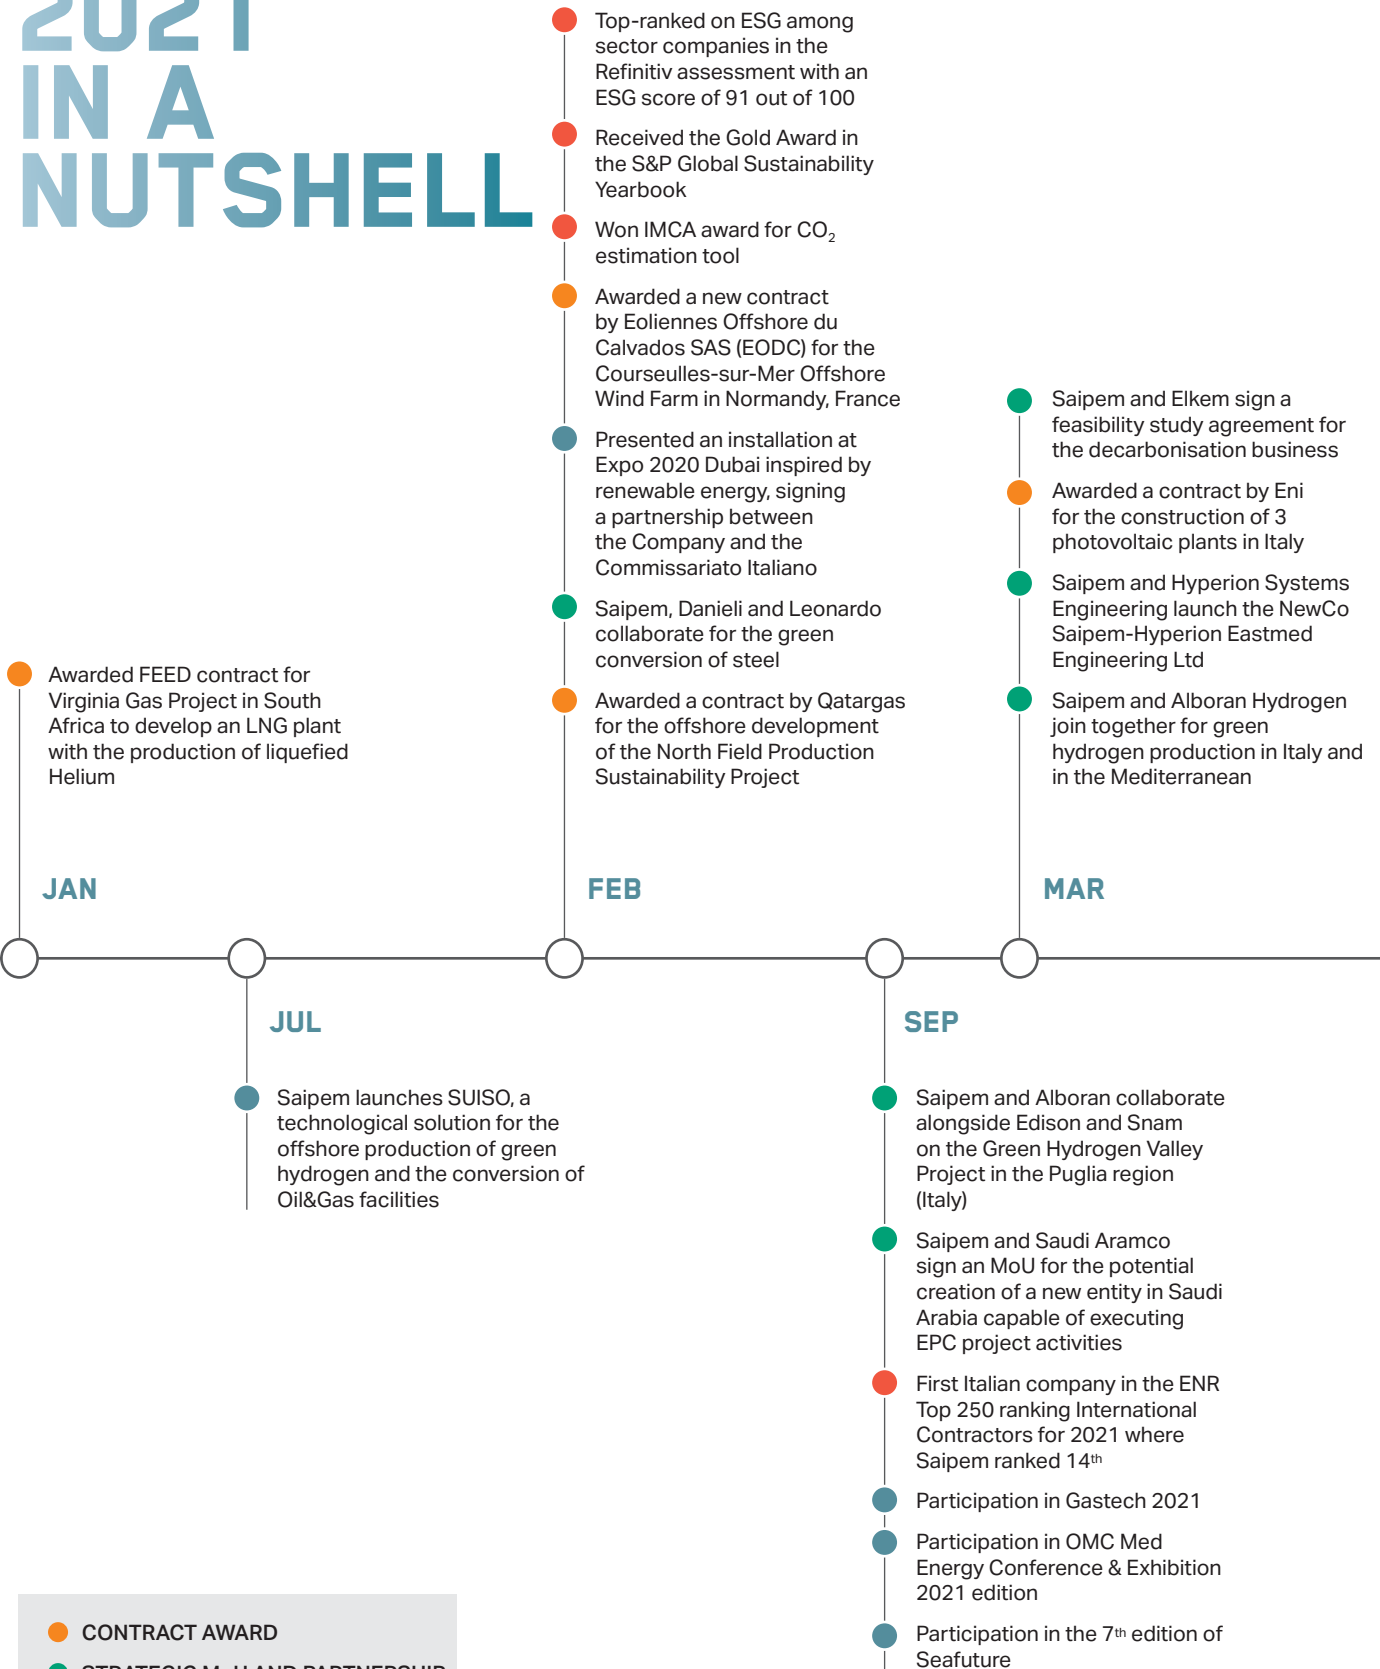 2021
IN A
NUTSHELL
Top-ranked on ESG among
sector companies in the
Refinitiv assessment with an
ESG score of 91 out of 100
Received the Gold Award in
the S&P Global Sustainability
Yearbook
Won IMCA award for CO₂
estimation tool
Awarded a new contract
by Eoliennes Offshore du
Calvados SAS (EODC) for the
Courseulles-sur-Mer Offshore
Wind Farm in Normandy, France
Presented an installation at
Expo 2020 Dubai inspired by
renewable energy, signing
a partnership between
the Company and the
Commissariato Italiano
Saipem, Danieli and Leonardo
collaborate for the green
conversion of steel
Awarded a contract by Qatargas
for the offshore development
of the North Field Production
Sustainability Project
Saipem and Elkem sign a
feasibility study agreement for
the decarbonisation business
Awarded a contract by Eni
for the construction of 3
photovoltaic plants in Italy
Saipem and Hyperion Systems
Engineering launch the NewCo
Saipem-Hyperion Eastmed
Engineering Ltd
Saipem and Alboran Hydrogen
join together for green
hydrogen production in Italy and
in the Mediterranean
Awarded FEED contract for
Virginia Gas Project in South
Africa to develop an LNG plant
with the production of liquefied
Helium
JAN
FEB
MAR
JUL
SEP
Saipem launches SUISO, a
technological solution for the
offshore production of green
hydrogen and the conversion of
Oil&Gas facilities
Saipem and Alboran collaborate
alongside Edison and Snam
on the Green Hydrogen Valley
Project in the Puglia region
(Italy)
Saipem and Saudi Aramco
sign an MoU for the potential
creation of a new entity in Saudi
Arabia capable of executing
EPC project activities
First Italian company in the ENR
Top 250 ranking International
Contractors for 2021 where
Saipem ranked 14th
Participation in Gastech 2021
Participation in OMC Med
Energy Conference & Exhibition
2021 edition
Participation in the 7th edition of
Seafuture
CONTRACT AWARD
STRATEGIC MoU AND PARTNERSHIP